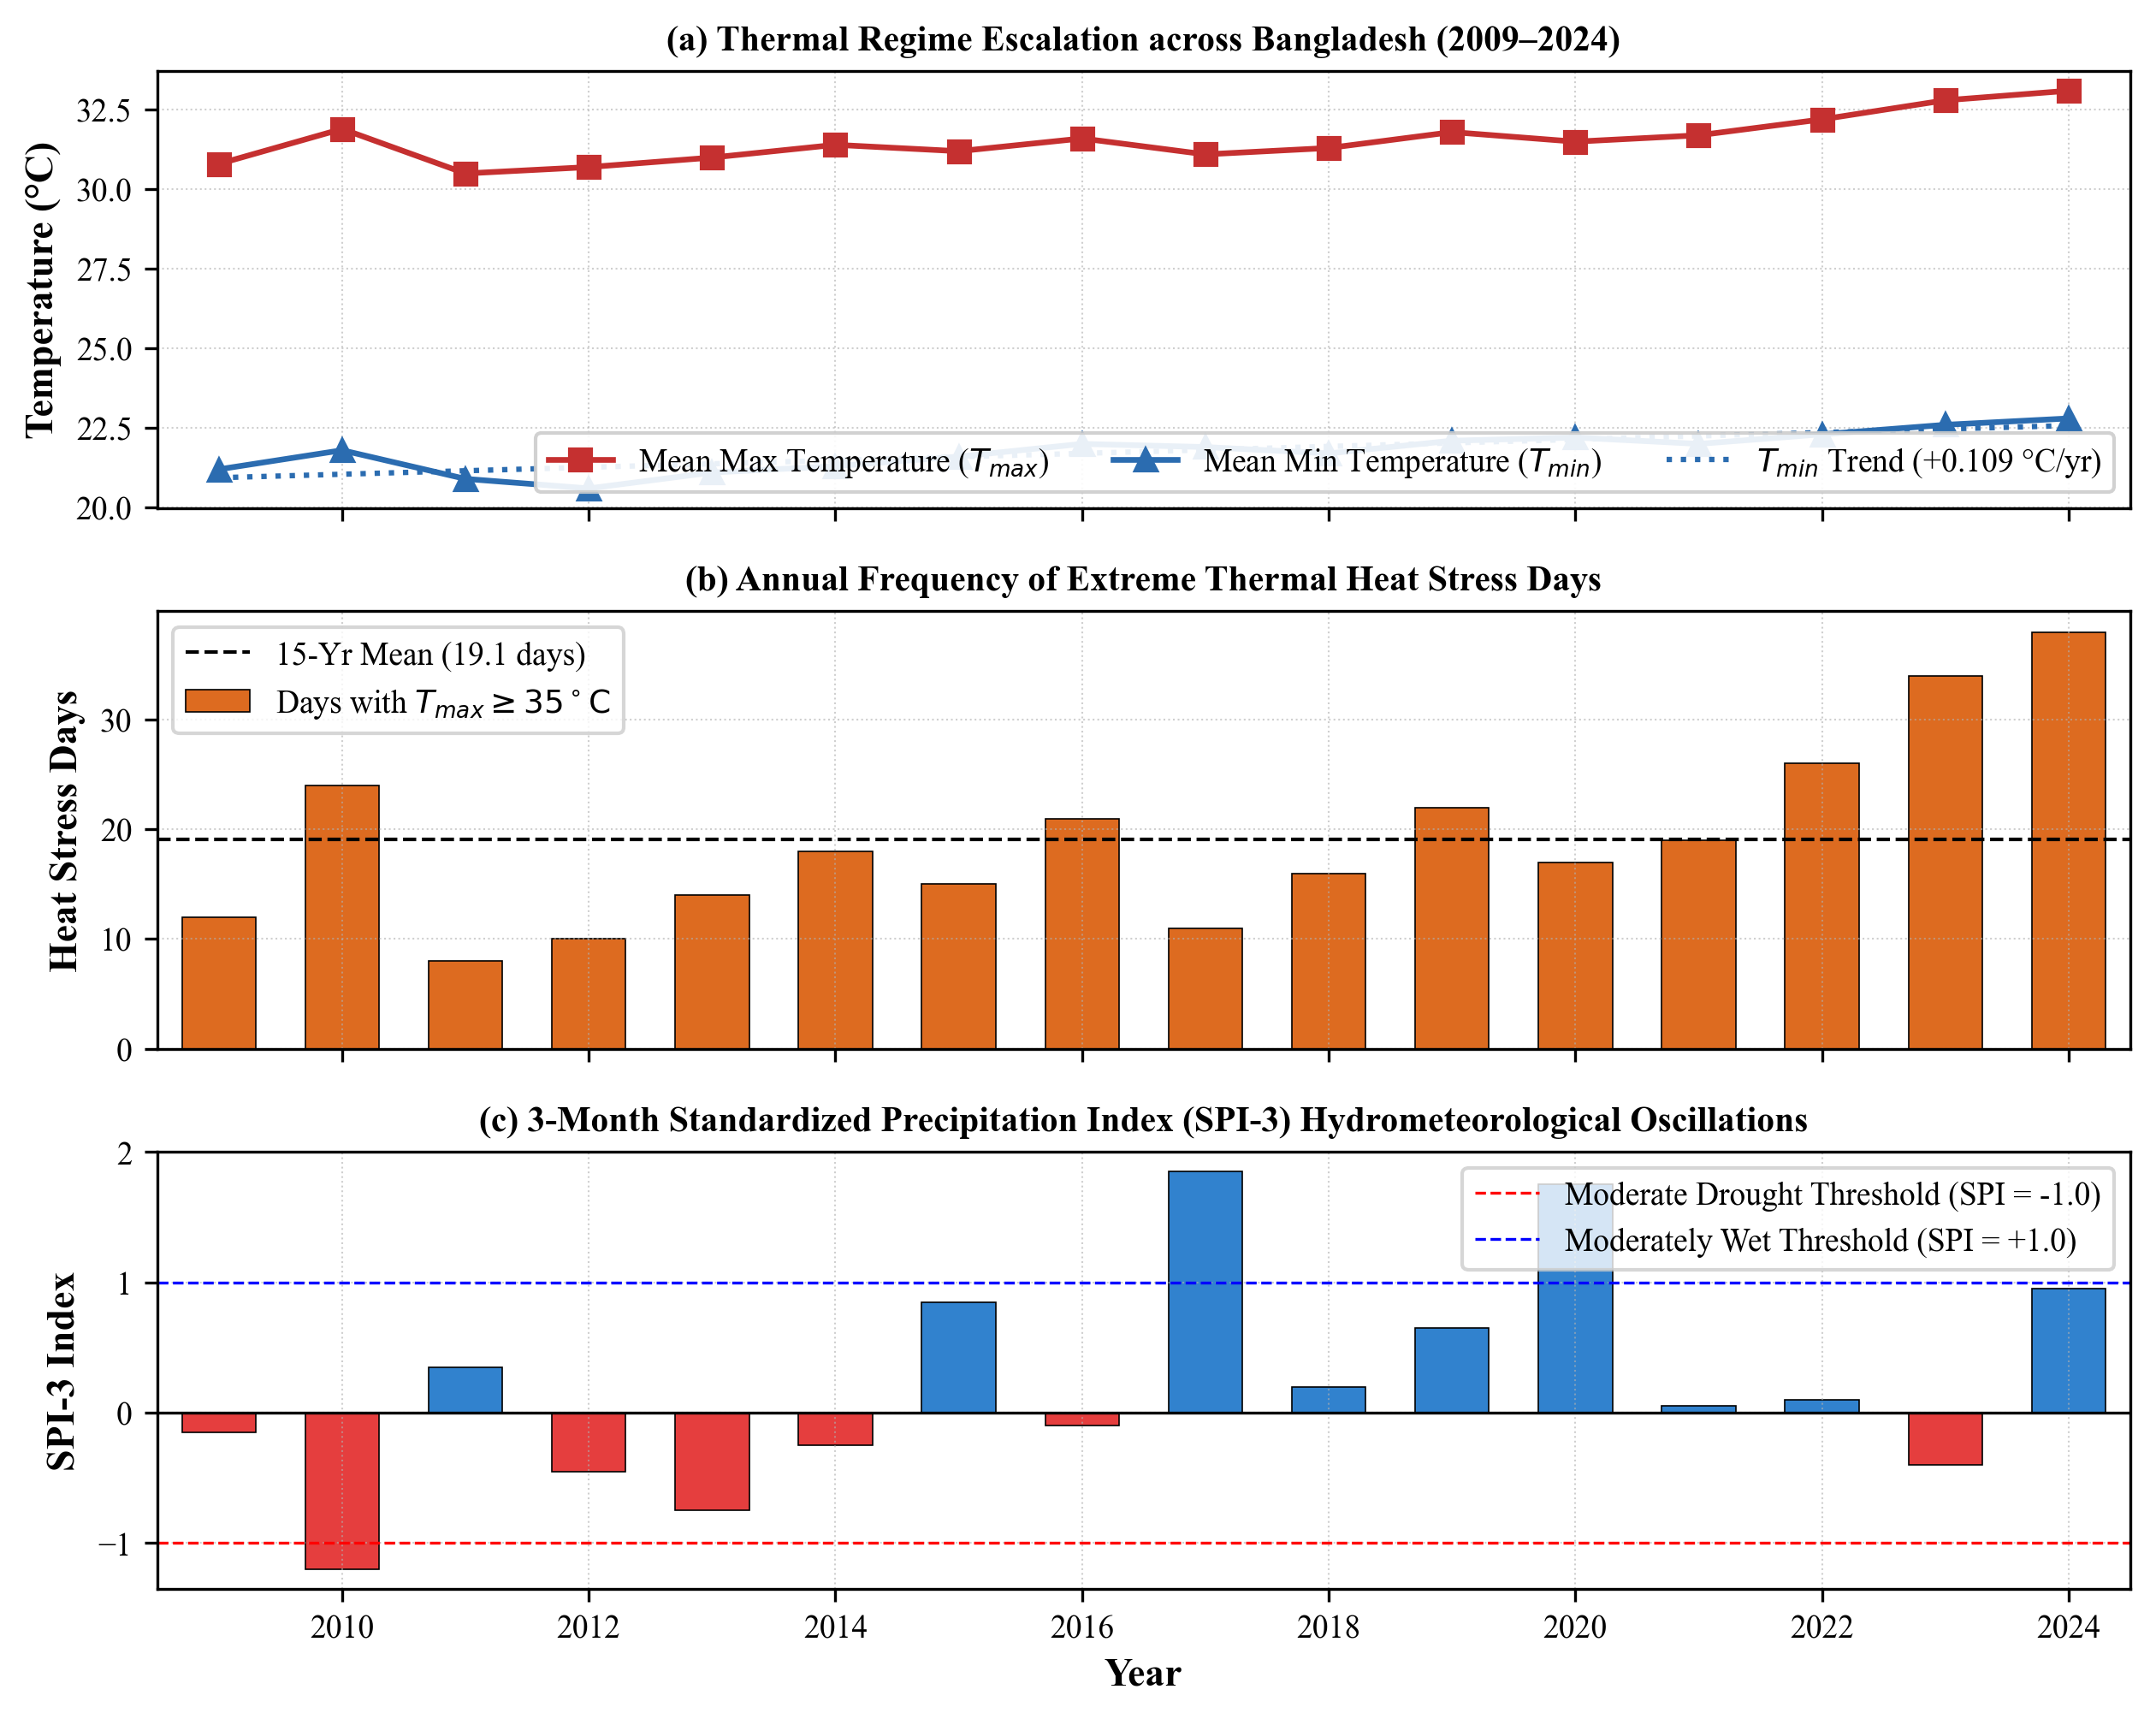 (a) Thermal Regime Escalation across Bangladesh (2009–2024)
Temperature (°C)
32.5
30.0
27.5
25.0
22.5
20.0
Mean Max Temperature (Tmax)
Mean Min Temperature (Tmin)
Tmin Trend (+0.109 °C/yr)
(b) Annual Frequency of Extreme Thermal Heat Stress Days
Heat Stress Days
30
20
10
0
15-Yr Mean (19.1 days)
Days with Tmax ≥ 35°C
(c) 3-Month Standardized Precipitation Index (SPI-3) Hydrometeorological Oscillations
SPI-3 Index
2
1
0
−1
Moderate Drought Threshold (SPI = -1.0)
Moderately Wet Threshold (SPI = +1.0)
2010 2012 2014 2016 2018 2020 2022 2024
Year